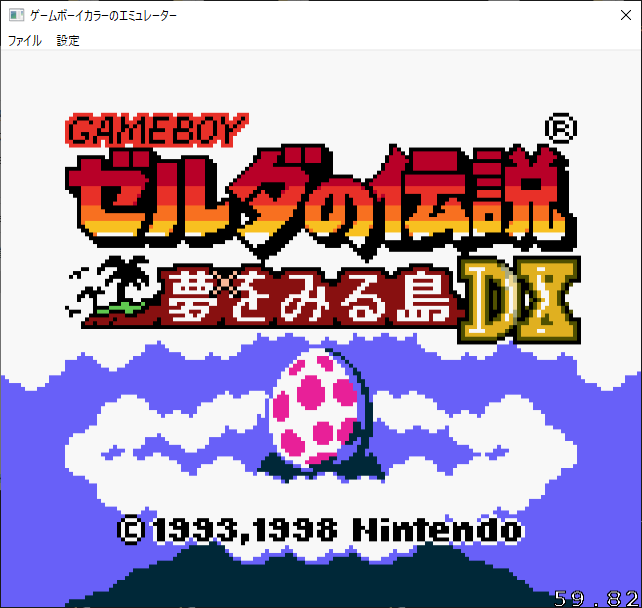 ゲームボーイカラーのエミュレーター
ファイル 設定
GAMEBOY
®
ゼルダの伝説
夢をみる島 DX
©1993,1998 Nintendo
59.82